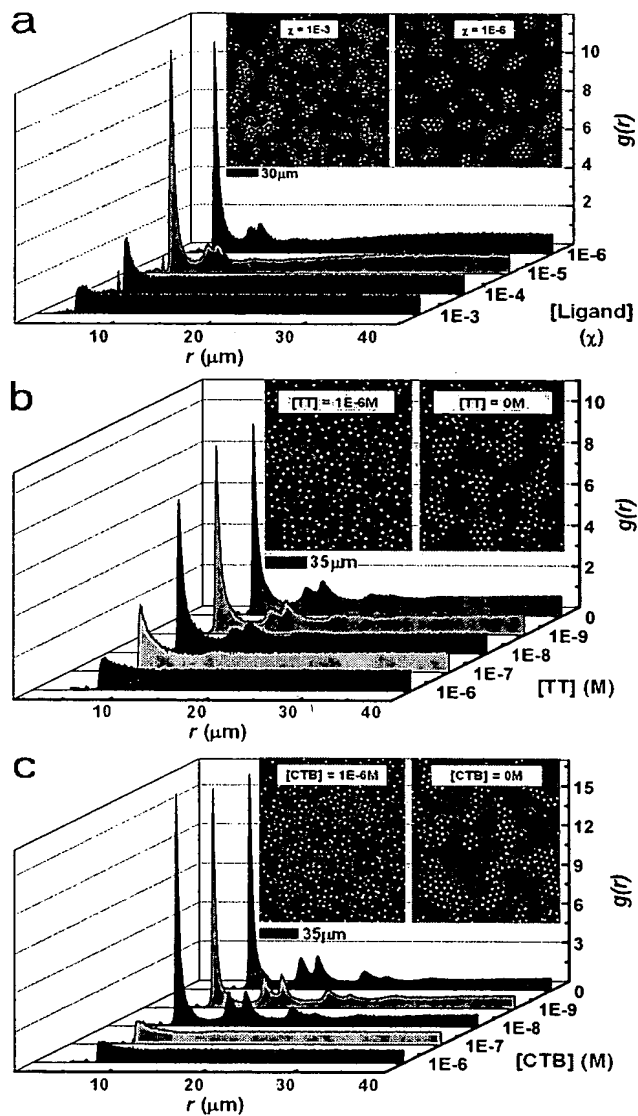 a
χ = 1E-3
χ = 1E-6
30μm
10
8
6
4
2
g(r)
1E-6
1E-5
1E-4
1E-3
[Ligand]
(χ)
10
20
30
40
r (μm)
b
[TT] = 1E-6M
[TT] = 0M
35μm
10
8
6
4
2
0
g(r)
1E-9
1E-8
1E-7
1E-6
[TT] (M)
10
20
30
40
r (μm)
c
[CTB] = 1E-6M
[CTB] = 0M
35μm
15
12
9
6
3
0
g(r)
1E-9
1E-8
1E-7
1E-6
[CTB] (M)
10
20
30
40
r (μm)